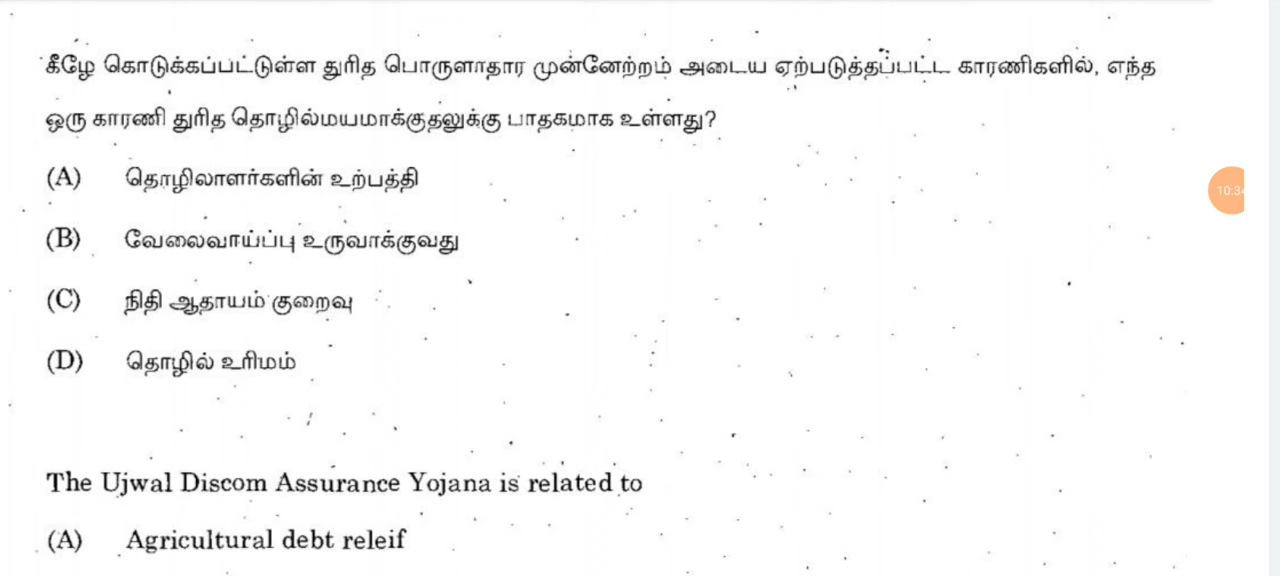 கீழே கொடுக்கப்பட்டுள்ள துரித பொருளாதார முன்னேற்றம் அடைய ஏற்படுத்தப்பட்ட காரணிகளில், எந்த
ஒரு காரணி துரித தொழில்மயமாக்குதலுக்கு பாதகமாக உள்ளது?
(A) தொழிலாளர்களின் உற்பத்தி
(B) வேலைவாய்ப்பு உருவாக்குவது
(C) நிதி ஆதாயம் குறைவு
(D) தொழில் உரிமம்
The Ujwal Discom Assurance Yojana is related to
(A) Agricultural debt releif